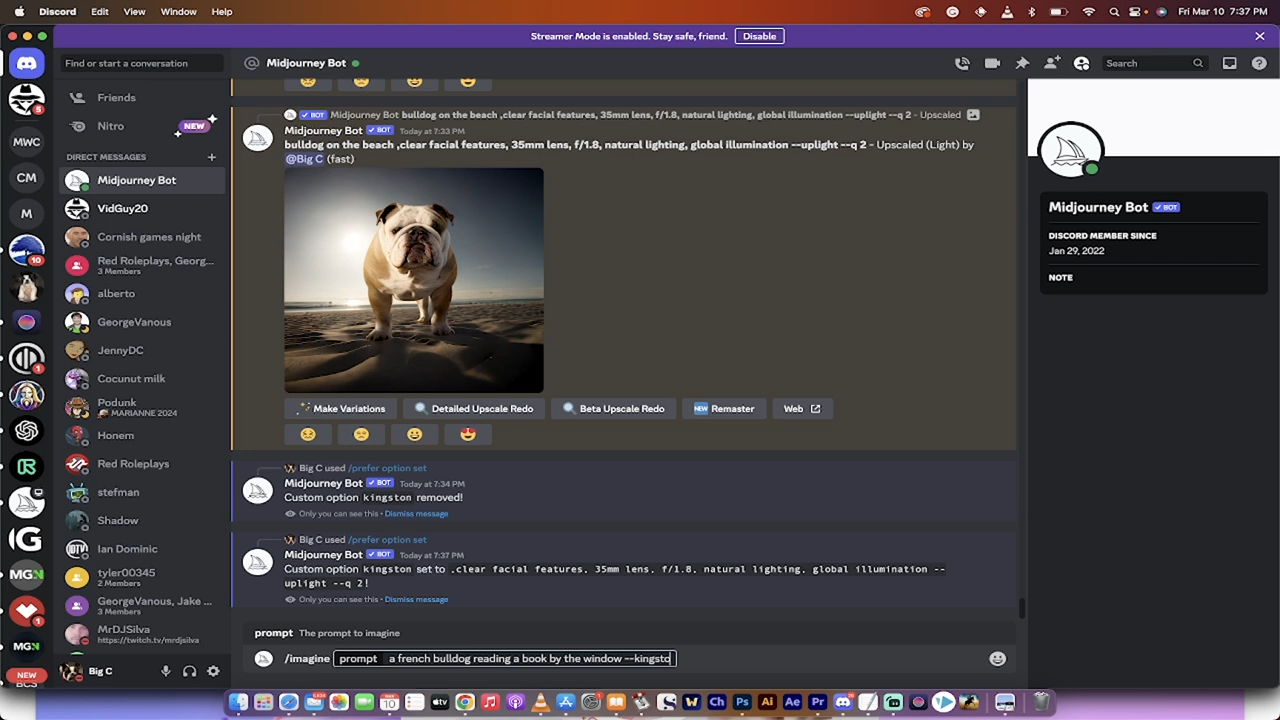 Discord Edit View Window Help
Fri Mar 10 7:37 PM
Streamer Mode is enabled. Stay safe, friend. Disable
Find or start a conversation
Midjourney Bot
Search
Friends
Nitro NEW
DIRECT MESSAGES
Midjourney Bot
VidGuy20
Cornish games night
Red Roleplays, Georg...
3 Members
alberto
GeorgeVanous
JennyDC
Cocunut milk
Podunk
MARIANNE 2024
Honem
Red Roleplays
stefman
Shadow
Ian Dominic
tyler00345
2 Members
GeorgeVanous, Jake ...
3 Members
MrDJSilva
https://twitch.tv/mrdjsilva
Big C
5
MWC
CM
M
10
1
IG
MGN
1
MGN
NEW
BOT Midjourney Bot bulldog on the beach ,clear facial features, 35mm lens, f/1.8, natural lighting, global illumination --uplight --q 2 - Upscaled
Midjourney Bot BOT Today at 7:33 PM
bulldog on the beach ,clear facial features, 35mm lens, f/1.8, natural lighting, global illumination --uplight --q 2 - Upscaled (Light) by
@Big C (fast)
Make Variations Detailed Upscale Redo Beta Upscale Redo NEW Remaster Web
Big C used /prefer option set
Midjourney Bot BOT Today at 7:34 PM
Custom option kingston removed!
Only you can see this • Dismiss message
Big C used /prefer option set
Midjourney Bot BOT Today at 7:37 PM
Custom option kingston set to ,clear facial features, 35mm lens, f/1.8, natural lighting, global illumination --
uplight --q 2!
Only you can see this • Dismiss message
prompt The prompt to imagine
/imagine prompt a french bulldog reading a book by the window --kingsto
Midjourney Bot BOT
DISCORD MEMBER SINCE
Jan 29, 2022
NOTE